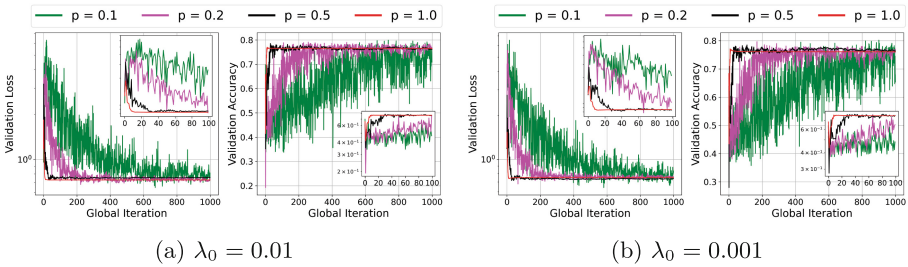 p = 0.1 p = 0.2 p = 0.5 p = 1.0
Validation Loss
10⁰
0 200 400 600 800 1000
Global Iteration
0 20 40 60 80 100
Validation Accuracy
0.8
0.7
0.6
0.5
0.4
0.3
0.2
0 200 400 600 800 1000
Global Iteration
6 × 10⁻¹
4 × 10⁻¹
3 × 10⁻¹
2 × 10⁻¹
0 20 40 60 80 100
(a) λ₀ = 0.01
p = 0.1 p = 0.2 p = 0.5 p = 1.0
Validation Loss
10⁰
0 200 400 600 800 1000
Global Iteration
0 20 40 60 80 100
Validation Accuracy
0.8
0.7
0.6
0.5
0.4
0.3
0 200 400 600 800 1000
Global Iteration
6 × 10⁻¹
4 × 10⁻¹
3 × 10⁻¹
0 20 40 60 80 100
(b) λ₀ = 0.001